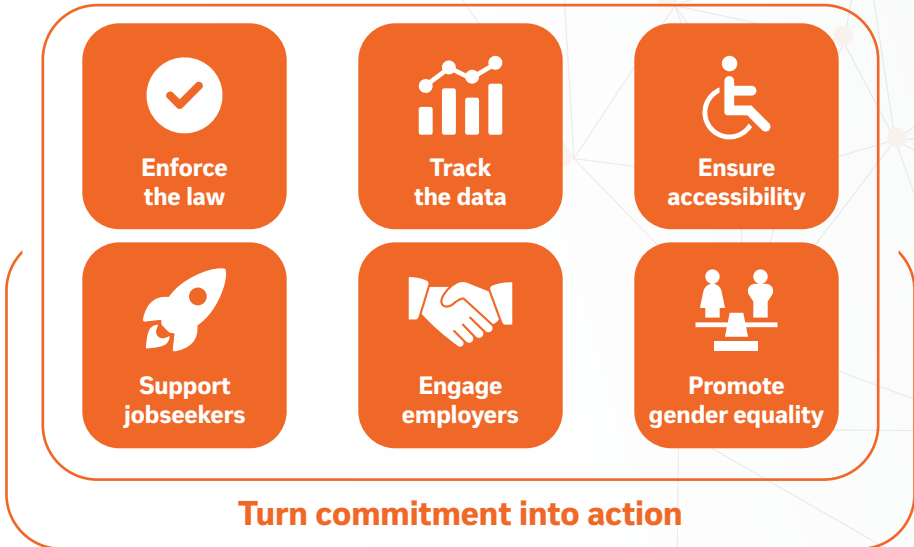 Enforce
the law
Track
the data
Ensure
accessibility
Support
jobseekers
Engage
employers
Promote
gender equality
Turn commitment into action